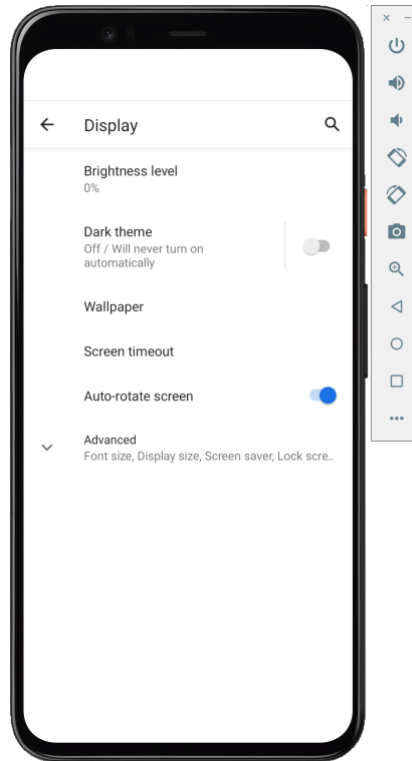 Display
Brightness level
0%
Dark theme
Off / Will never turn on
automatically
Wallpaper
Screen timeout
Auto-rotate screen
Advanced
Font size, Display size, Screen saver, Lock scre..